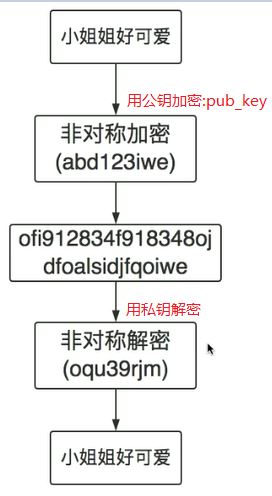 小姐姐好可爱
用公钥加密:pub_key
非对称加密
(abd123iwe)
ofi912834f918348oj
dfoalsidjfqoiwe
用私钥解密
非对称解密
(oqu39rjm)
小姐姐好可爱